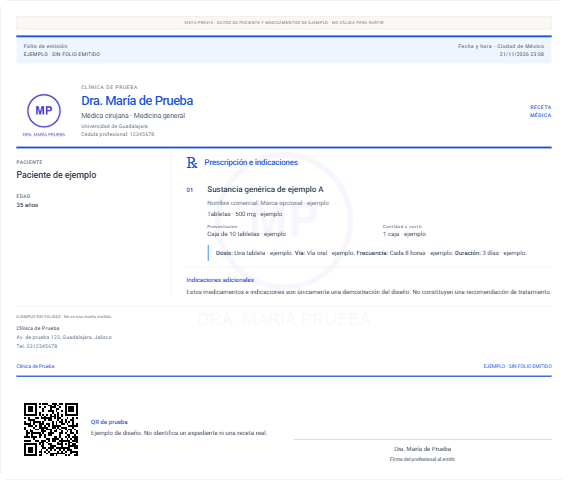 VISTA PREVIA · DATOS DE PACIENTE Y MEDICAMENTOS DE EJEMPLO · NO VÁLIDA PARA SURTIR
Folio de emisión
EJEMPLO · SIN FOLIO EMITIDO
Fecha y hora · Ciudad de México
21/11/2026 23:08
MP
DRA. MARÍA PRUEBA
CLÍNICA DE PRUEBA
Dra. María de Prueba
Médica cirujana · Medicina general
Universidad de Guadalajara
Cédula profesional: 12345678
RECETA
MÉDICA
PACIENTE
Paciente de ejemplo
EDAD
35 años
℞ Prescripción e indicaciones
01 Sustancia genérica de ejemplo A
Nombre comercial: Marca opcional · ejemplo
Tabletas · 500 mg · ejemplo
Presentación
Caja de 10 tabletas · ejemplo
Cantidad a surtir
1 caja · ejemplo
Dosis: Una tableta · ejemplo. Vía: Vía oral · ejemplo. Frecuencia: Cada 8 horas · ejemplo. Duración: 3 días · ejemplo.
Indicaciones adicionales
Estos medicamentos e indicaciones son únicamente una demostración del diseño. No constituyen una recomendación de tratamiento.
MP
DRA. MARÍA PRUEBA
EJEMPLO SIN VALIDEZ · No es una receta emitida.
Clínica de Prueba
Av. de prueba 123, Guadalajara, Jalisco
Tel. 3312345678
Clínica de Prueba
EJEMPLO · SIN FOLIO EMITIDO
QR de prueba
Ejemplo de diseño. No identifica un expediente ni una receta real.
Dra. María de Prueba
Firma del profesional al emitir